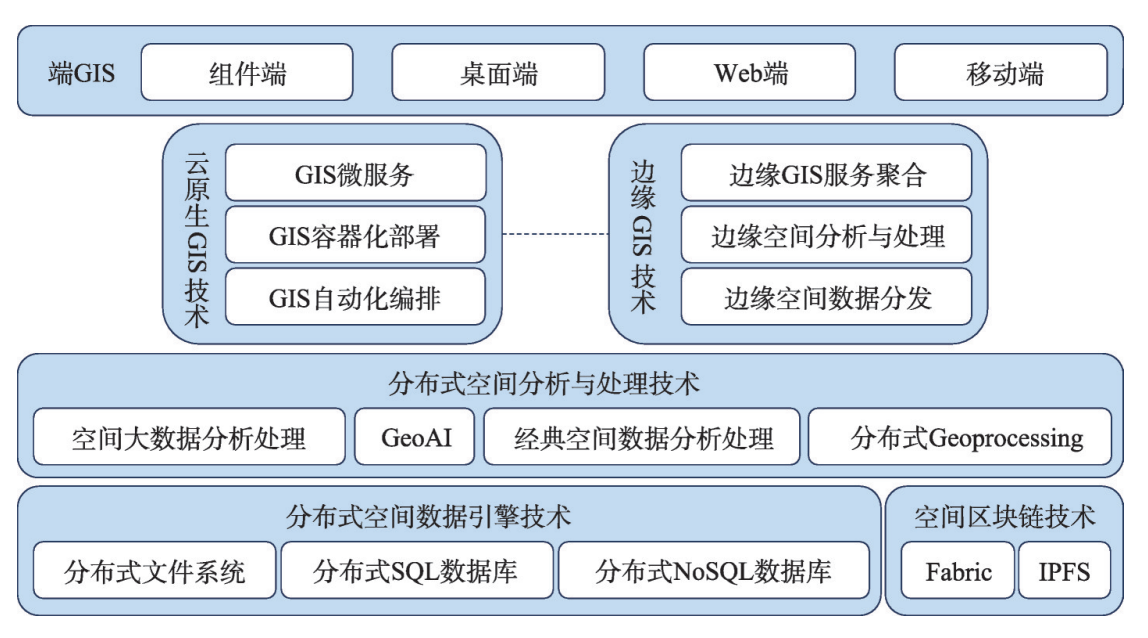 端GIS 组件端 桌面端 Web端 移动端
云原生GIS技术
GIS微服务
GIS容器化部署
GIS自动化编排
边缘GIS技术
边缘GIS服务聚合
边缘空间分析与处理
边缘空间数据分发
分布式空间分析与处理技术
空间大数据分析处理 GeoAI 经典空间数据分析处理 分布式Geoprocessing
分布式空间数据引擎技术
分布式文件系统 分布式SQL数据库 分布式NoSQL数据库
空间区块链技术
Fabric IPFS